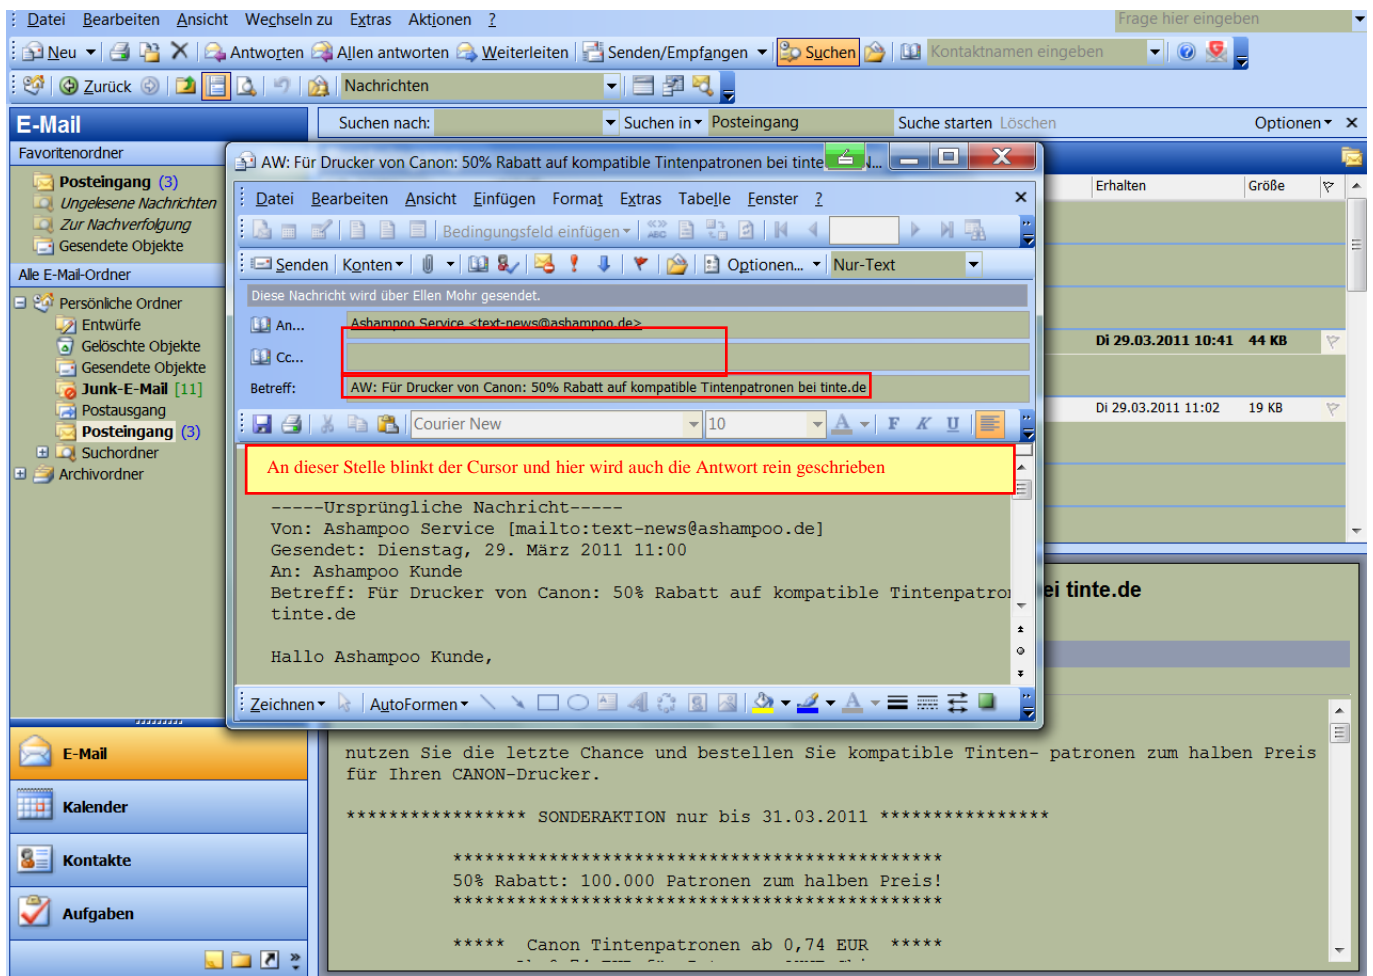 Datei Bearbeiten Ansicht Wechseln zu Extras Aktionen ? Frage hier eingeben
Neu Antworten Allen antworten Weiterleiten Senden/Empfangen Suchen Kontaktnamen eingeben
Zurück Nachrichten
E-Mail Suchen nach: Suchen in Posteingang Suche starten Löschen Optionen
Favoritenordner
Posteingang (3)
Ungelesene Nachrichten
Zur Nachverfolgung
Gesendete Objekte
Alle E-Mail-Ordner
Persönliche Ordner
Entwürfe
Gelöschte Objekte
Gesendete Objekte
Junk-E-Mail [11]
Postausgang
Posteingang (3)
Suchordner
Archivordner
E-Mail
Kalender
Kontakte
Aufgaben
AW: Für Drucker von Canon: 50% Rabatt auf kompatible Tintenpatronen bei tinte
Datei Bearbeiten Ansicht Einfügen Format Extras Tabelle Fenster ?
Bedingungsfeld einfügen
Senden Konten Optionen... Nur-Text
Diese Nachricht wird über Ellen Mohr gesendet.
An... Ashampoo Service <text-news@ashampoo.de>
Cc...
Betreff: AW: Für Drucker von Canon: 50% Rabatt auf kompatible Tintenpatronen bei tinte.de
Courier New 10 A F K U
An dieser Stelle blinkt der Cursor und hier wird auch die Antwort rein geschrieben
-----Ursprüngliche Nachricht-----
Von: Ashampoo Service [mailto:text-news@ashampoo.de]
Gesendet: Dienstag, 29. März 2011 11:00
An: Ashampoo Kunde
Betreff: Für Drucker von Canon: 50% Rabatt auf kompatible Tintenpatron
tinte.de
Hallo Ashampoo Kunde,
Zeichnen AutoFormen
Erhalten Größe
Di 29.03.2011 10:41 44 KB
Di 29.03.2011 11:02 19 KB
ei tinte.de
nutzen Sie die letzte Chance und bestellen Sie kompatible Tinten- patronen zum halben Preis
für Ihren CANON-Drucker.
***************** SONDERAKTION nur bis 31.03.2011 ****************
**********************************************
50% Rabatt: 100.000 Patronen zum halben Preis!
**********************************************
***** Canon Tintenpatronen ab 0,74 EUR *****